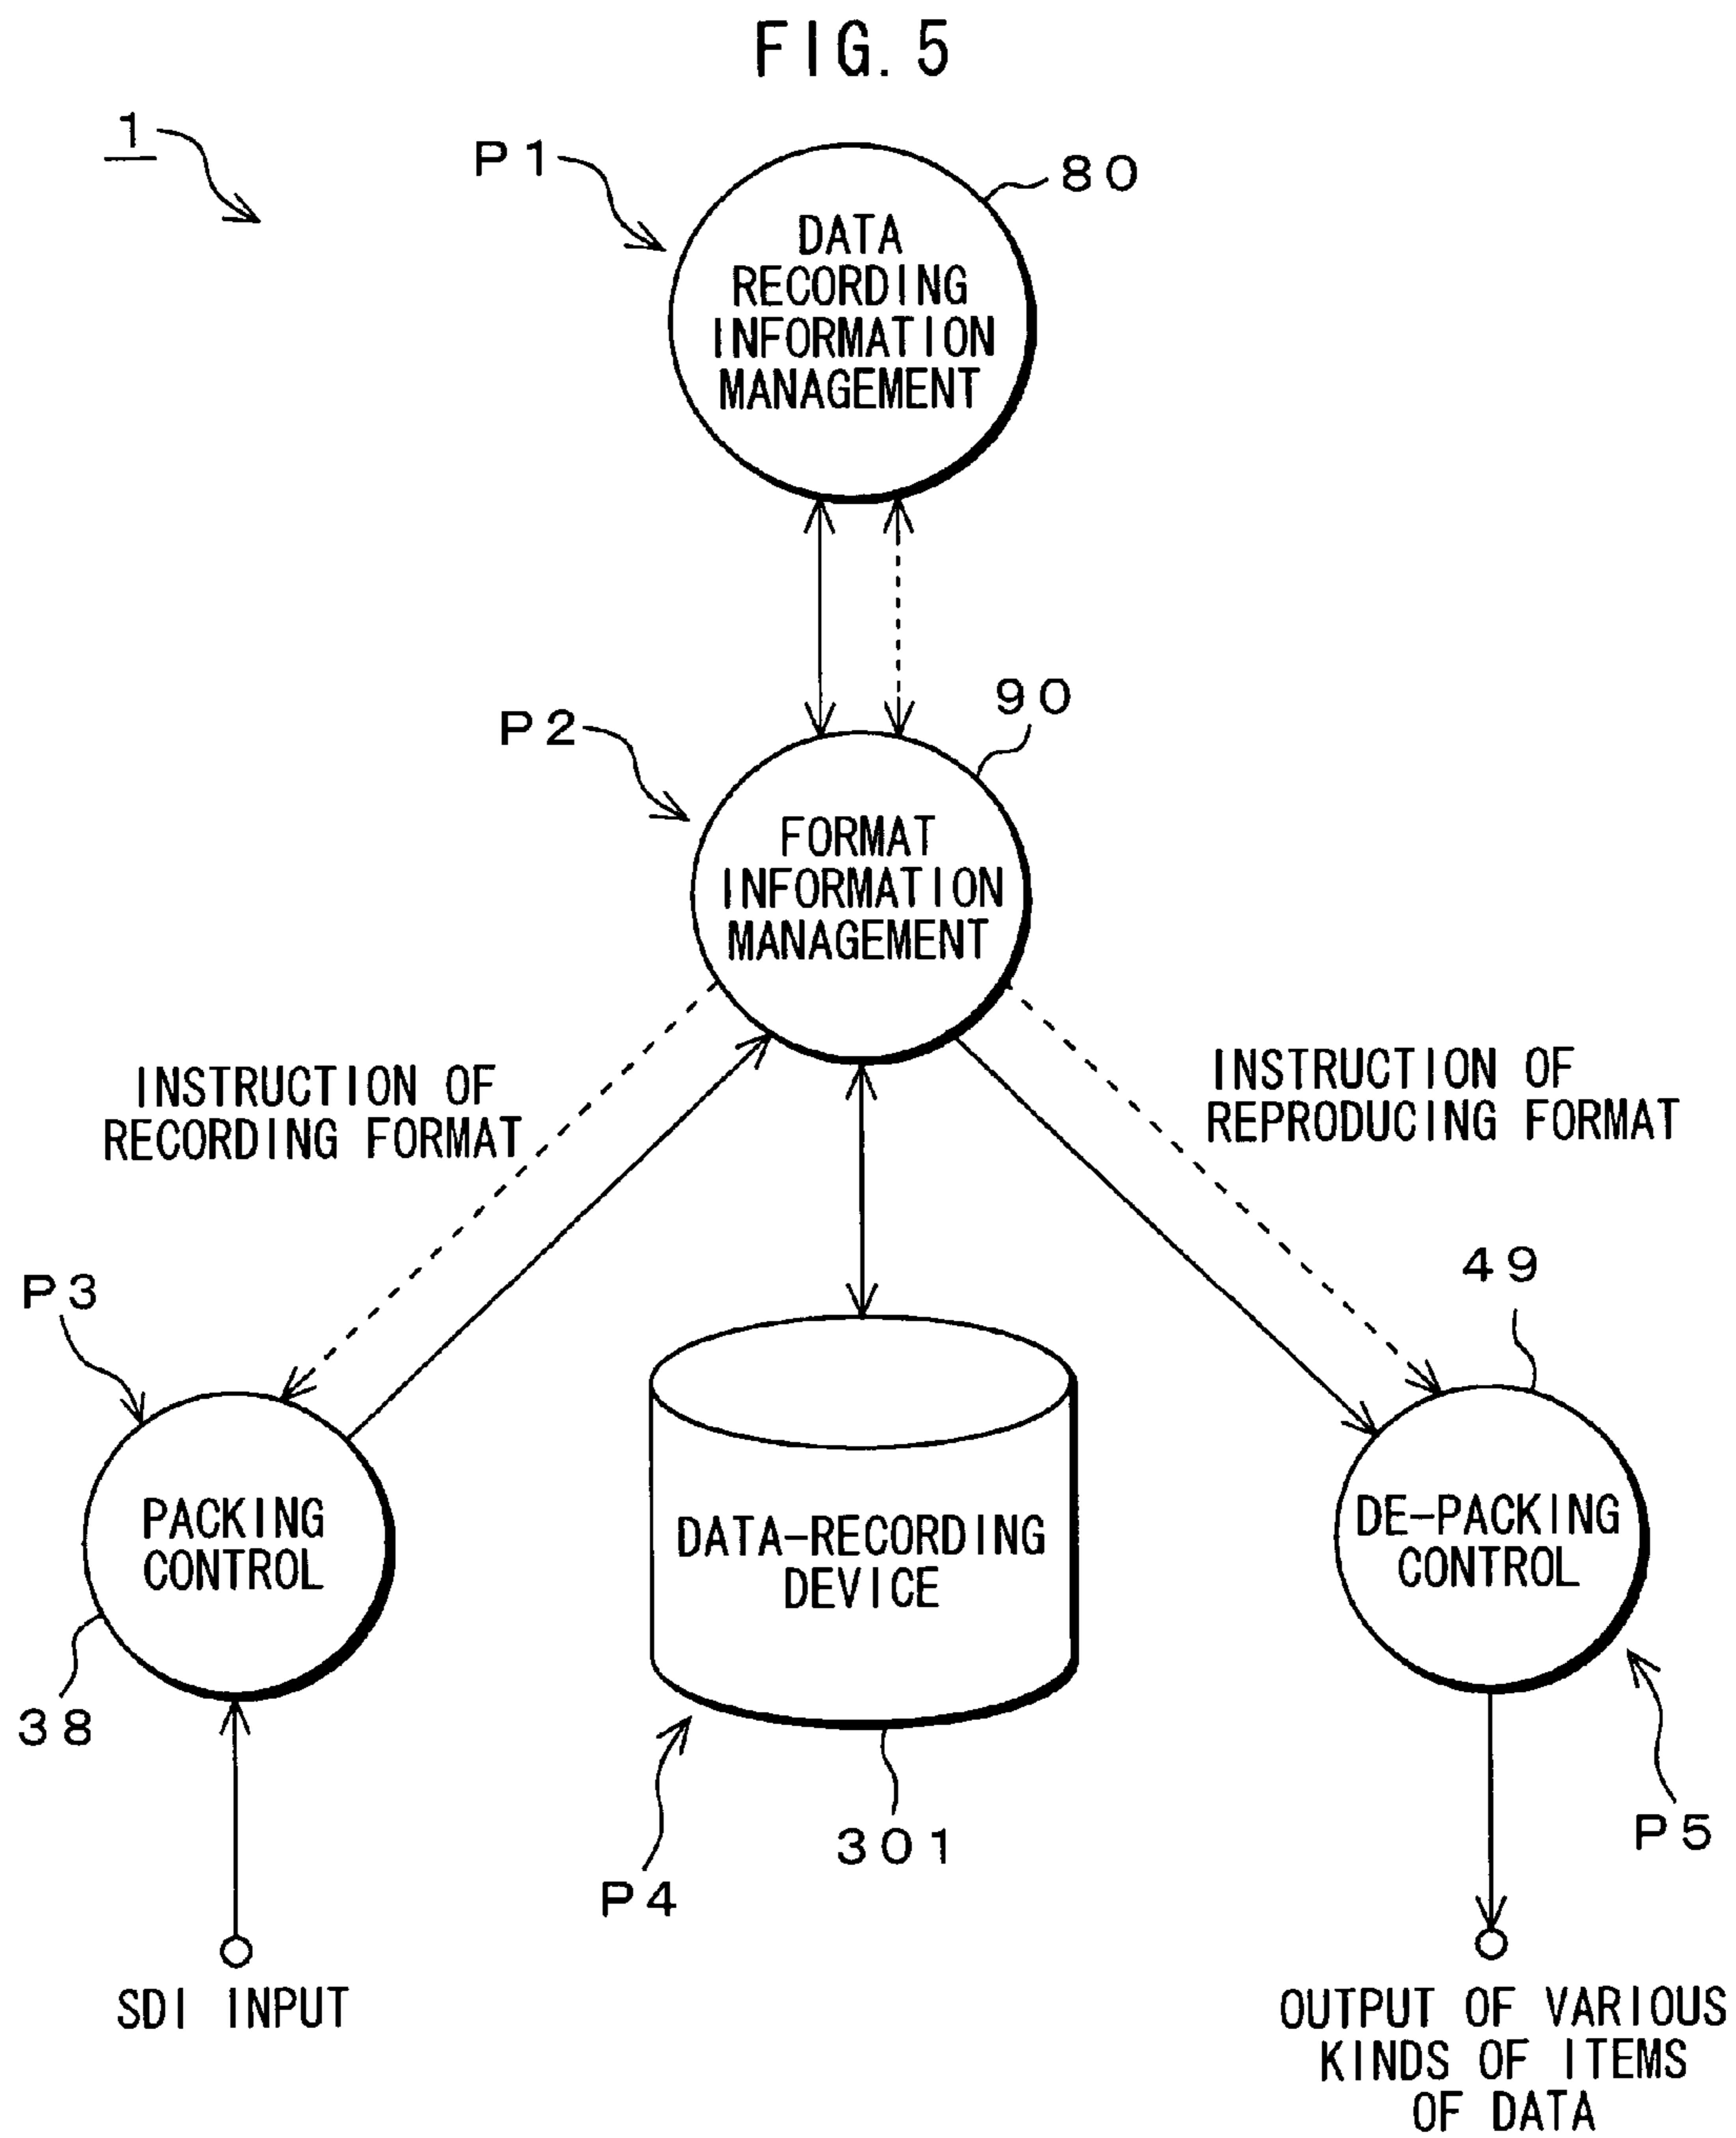 FIG. 5
1
P1
80
DATA
RECORDING
INFORMATION
MANAGEMENT
90
P2
FORMAT
INFORMATION
MANAGEMENT
INSTRUCTION OF
RECORDING FORMAT
INSTRUCTION OF
REPRODUCING FORMAT
P3
49
PACKING
CONTROL
DATA-RECORDING
DEVICE
DE-PACKING
CONTROL
38
301
P4
P5
SDI INPUT
OUTPUT OF VARIOUS
KINDS OF ITEMS
OF DATA